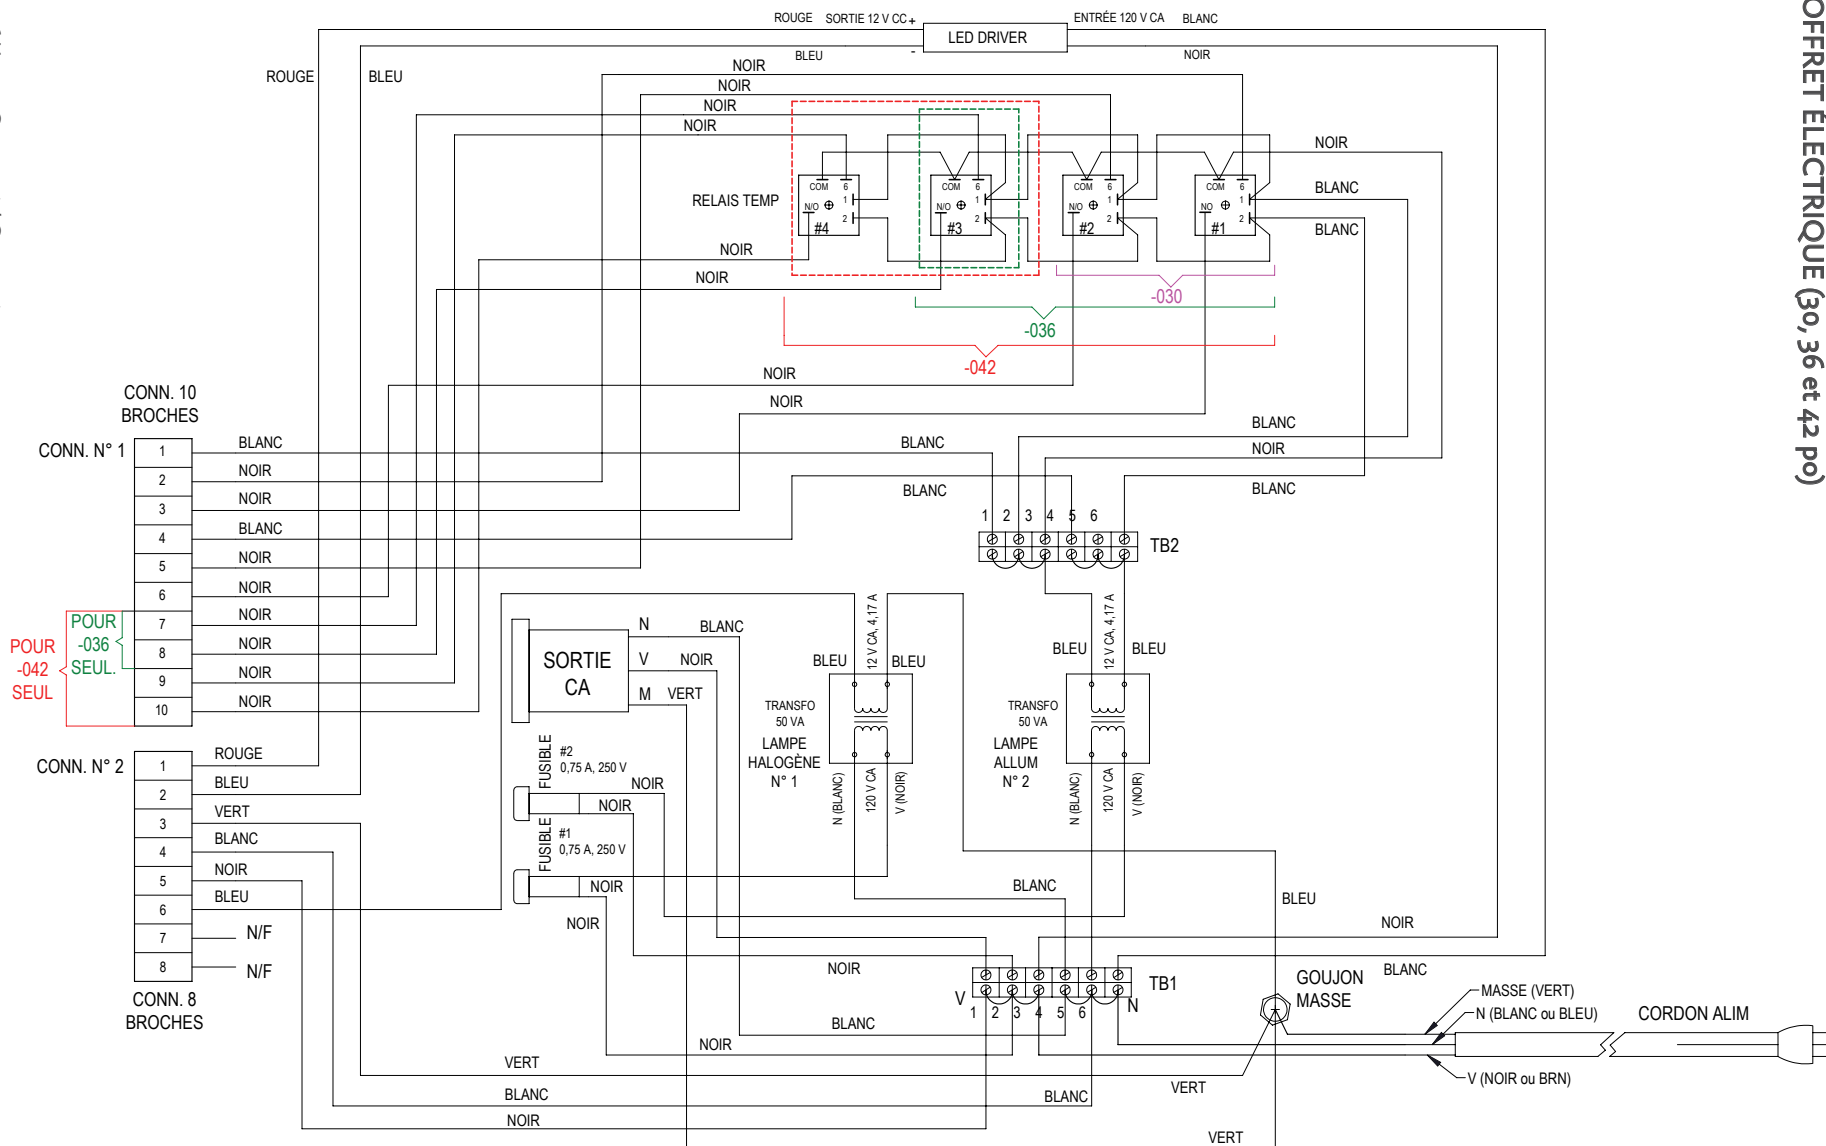 ROUGE SORTIE 12 V CC + LED DRIVER ENTRÉE 120 V CA BLANC
BLEU - NOIR
ROUGE BLEU
NOIR
NOIR
NOIR
NOIR
NOIR
RELAIS TEMP
COM 6 1 N/O 2 #4
COM 6 1 N/O 2 #3
COM 6 1 N/O 2 #2
COM 6 1 NO 2 #1
BLANC
BLANC
NOIR
NOIR
-030
-036
-042
NOIR
NOIR
OFFRET ÉLECTRIQUE (30, 36 et 42 po)
CONN. 10
BROCHES
CONN. N° 1
1 BLANC
2 NOIR
3 NOIR
4 BLANC
5 NOIR
6 NOIR
7 NOIR
8 NOIR
9 NOIR
10 NOIR
POUR
-036
SEUL.
POUR
-042
SEUL
BLANC
BLANC
BLANC
NOIR
BLANC
1 2 3 4 5 6
TB2
CONN. N° 2
1 ROUGE
2 BLEU
3 VERT
4 BLANC
5 NOIR
6 BLEU
7 N/F
8 N/F
CONN. 8
BROCHES
SORTIE
CA
N BLANC
V NOIR
M VERT
FUSIBLE
#2
0,75 A, 250 V
NOIR
NOIR
FUSIBLE
#1
0,75 A, 250 V
NOIR
NOIR
BLEU 12 V CA, 4,17 A BLEU
TRANSFO
50 VA
LAMPE
HALOGÈNE
N° 1
N (BLANC) 120 V CA V (NOIR)
BLEU 12 V CA, 4,17 A BLEU
TRANSFO
50 VA
LAMPE
ALLUM
N° 2
N (BLANC) 120 V CA V (NOIR)
BLANC
BLEU
NOIR
NOIR
BLANC
TB1
V 1 2 3 4 5 6 N
GOUJON
MASSE
MASSE (VERT)
N (BLANC ou BLEU)
V (NOIR ou BRN)
CORDON ALIM
BLANC
NOIR
VERT
VERT
BLANC
BLANC
NOIR
VERT